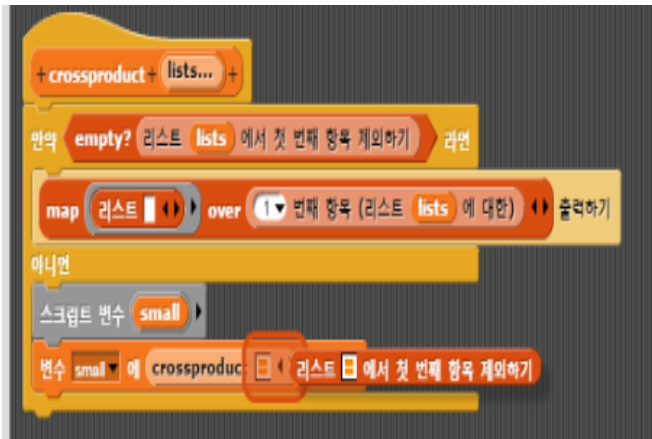 + crossproduct + lists... +
만약 empty? 리스트 lists 에서 첫 번째 항목 제외하기 라면
map 리스트 over 1 번째 항목 (리스트 lists 에 대한) 출력하기
아니면
스크립트 변수 small
변수 small 에 crossproduc 리스트 에서 첫 번째 항목 제외하기